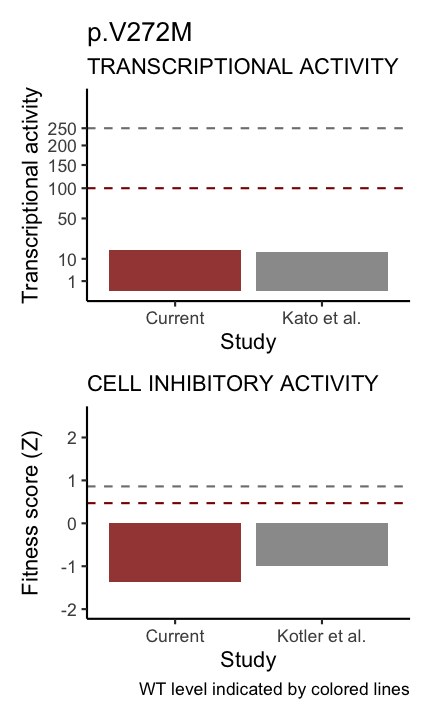 p.V272M
TRANSCRIPTIONAL ACTIVITY
Transcriptional activity
250
200
150
100
50
10
1
Current
Kato et al.
Study
CELL INHIBITORY ACTIVITY
Fitness score (Z)
2
1
0
-1
-2
Current
Kotler et al.
Study
WT level indicated by colored lines